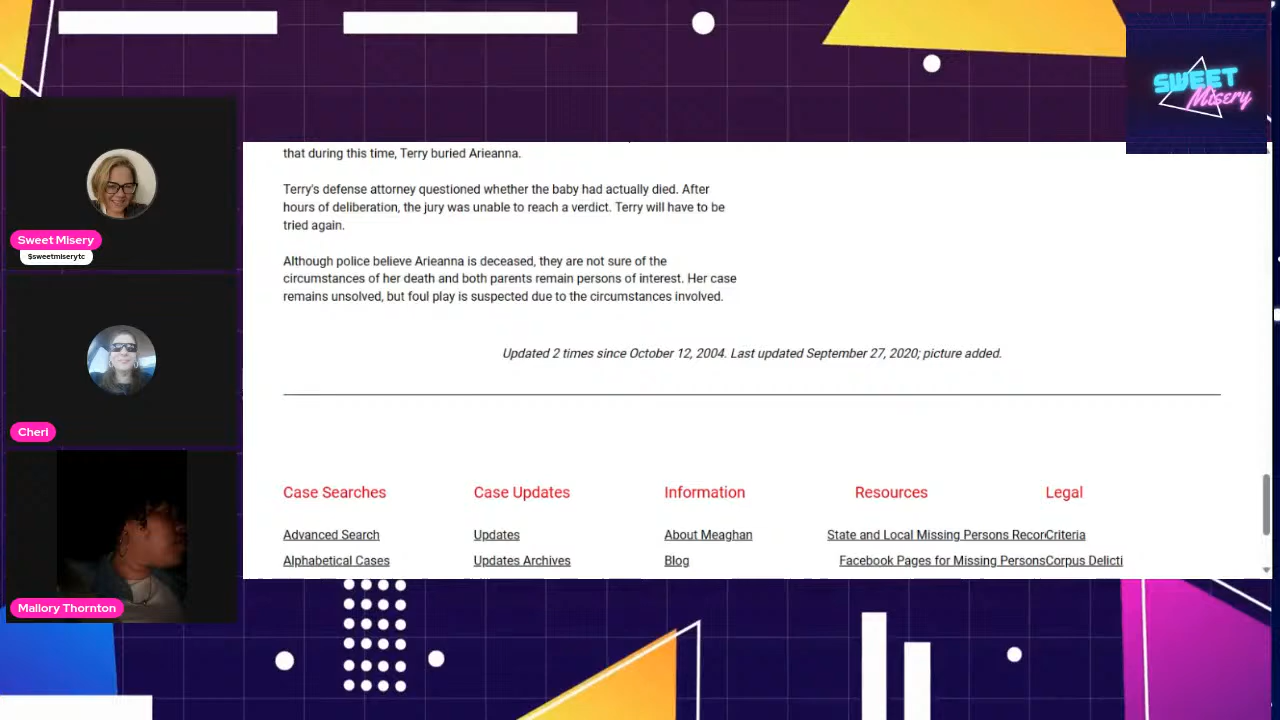 SWEET
Misery
that during this time, Terry buried Arieanna.
Terry's defense attorney questioned whether the baby had actually died. After
hours of deliberation, the jury was unable to reach a verdict. Terry will have to be
tried again.
Although police believe Arieanna is deceased, they are not sure of the
circumstances of her death and both parents remain persons of interest. Her case
remains unsolved, but foul play is suspected due to the circumstances involved.
Updated 2 times since October 12, 2004. Last updated September 27, 2020; picture added.
Case Searches
Advanced Search
Alphabetical Cases
Case Updates
Updates
Updates Archives
Information
About Meaghan
Blog
Resources
State and Local Missing Persons Recor
Facebook Pages for Missing Persons
Legal
Criteria
Corpus Delicti
Sweet Misery
$sweetmiserytc
Cheri
Mallory Thornton